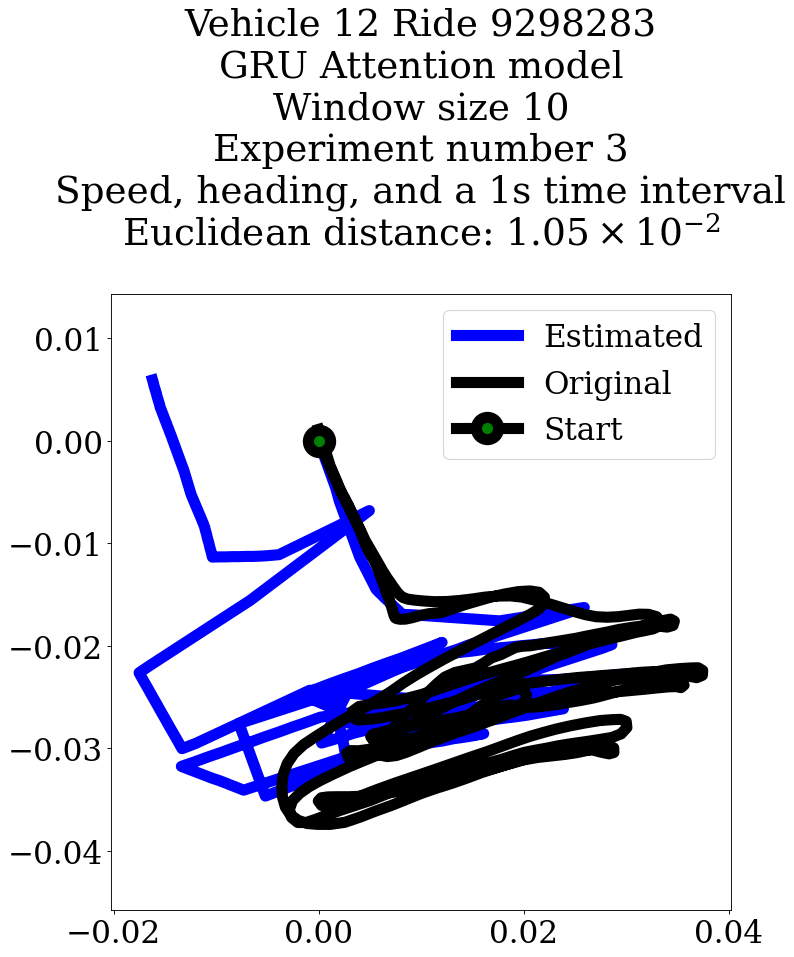 Vehicle 12 Ride 9298283
GRU Attention model
Window size 10
Experiment number 3
Speed, heading, and a 1s time interval
Euclidean distance: 1.05 × 10⁻²
Estimated
Original
Start
0.01
0.00
−0.01
−0.02
−0.03
−0.04
−0.02 0.00 0.02 0.04